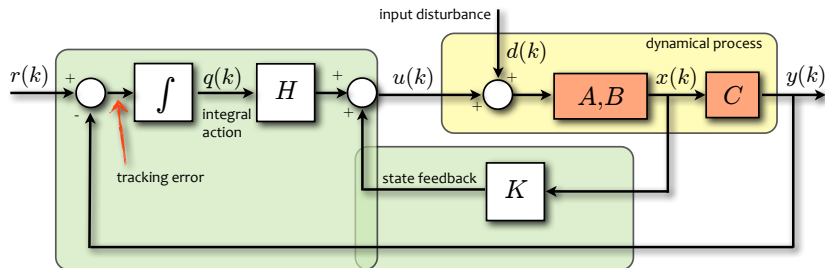 input disturbance
dynamical process
r(k)
+
-
∫
q(k)
integral
action
H
+
+
u(k)
d(k)
+
+
A,B
x(k)
C
y(k)
tracking error
state feedback
K